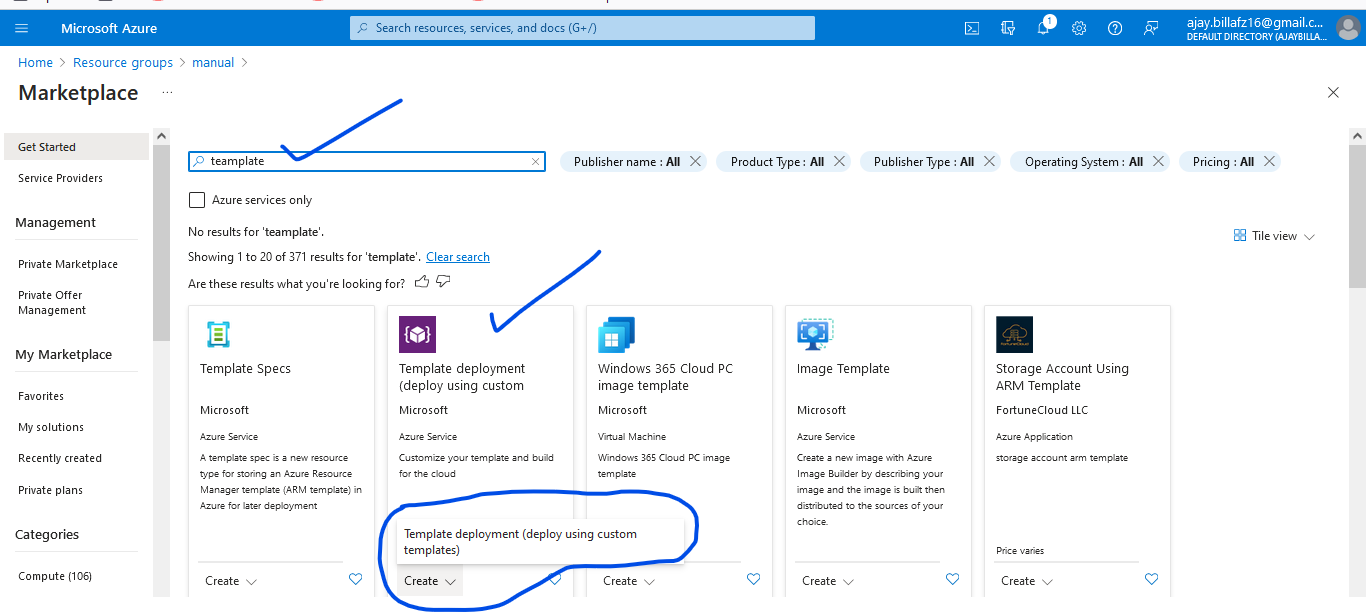 Microsoft Azure
Search resources, services, and docs (G+/)
1
ajay.billafz16@gmail.c...
DEFAULT DIRECTORY (AJAYBILLA...
Home > Resource groups > manual >
Marketplace ...
Get Started
Service Providers
Management
Private Marketplace
Private Offer
Management
My Marketplace
Favorites
My solutions
Recently created
Private plans
Categories
Compute (106)
teamplate
Publisher name : All
Product Type : All
Publisher Type : All
Operating System : All
Pricing : All
Azure services only
No results for 'teamplate'.
Showing 1 to 20 of 371 results for 'template'. Clear search
Tile view
Are these results what you're looking for?
Template Specs
Microsoft
Azure Service
A template spec is a new resource
type for storing an Azure Resource
Manager template (ARM template) in
Azure for later deployment
Create
Template deployment
(deploy using custom
Microsoft
Azure Service
Customize your template and build
for the cloud
Template deployment (deploy using custom
templates)
Create
Windows 365 Cloud PC
image template
Microsoft
Virtual Machine
Windows 365 Cloud PC image
template
Create
Image Template
Microsoft
Azure Service
Create a new image with Azure
Image Builder by describing your
image and the image is built then
distributed to the sources of your
choice.
Create
FortuneCloud
Storage Account Using
ARM Template
FortuneCloud LLC
Azure Application
storage account arm template
Price varies
Create